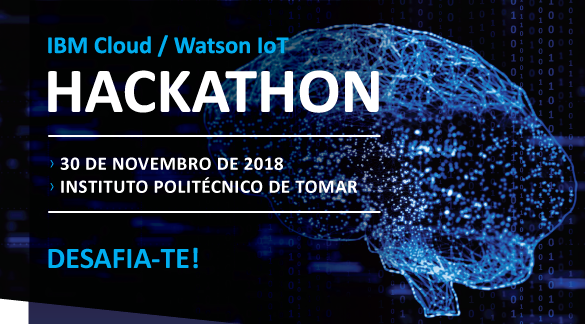 IBM Cloud / Watson IoT
HACKATHON
› 30 DE NOVEMBRO DE 2018
› INSTITUTO POLITÉCNICO DE TOMAR
DESAFIA-TE!